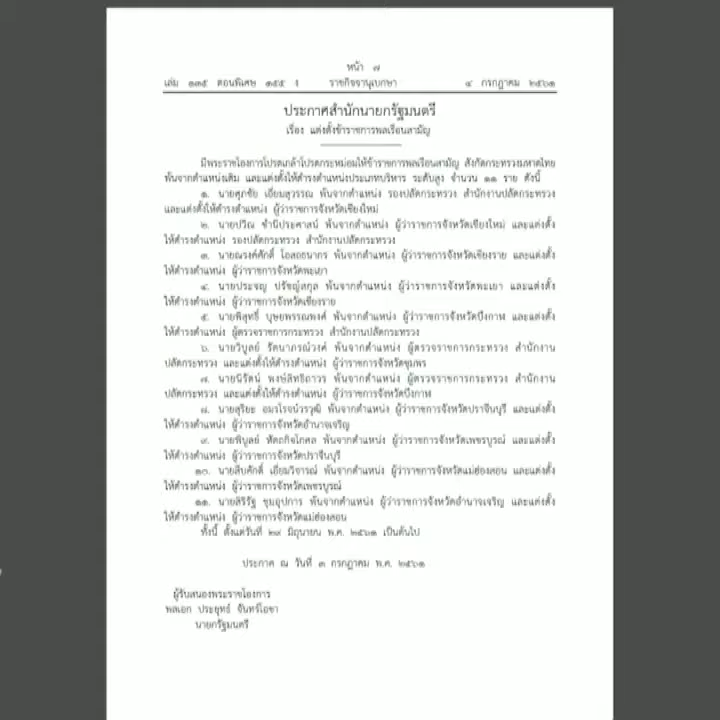 หน้า ๗
เล่ม ๑๓๕ ตอนพิเศษ ๑๕๕ ง ราชกิจจานุเบกษา ๔ กรกฎาคม ๒๕๖๑
ประกาศสำนักนายกรัฐมนตรี
เรื่อง แต่งตั้งข้าราชการพลเรือนสามัญ
มีพระราชโองการโปรดเกล้าโปรดกระหม่อมให้ข้าราชการพลเรือนสามัญ สังกัดกระทรวงมหาดไทย
พ้นจากตำแหน่งเดิม และแต่งตั้งให้ดำรงตำแหน่งประเภทบริหาร ระดับสูง จำนวน ๑๑ ราย ดังนี้
๑. นายศุภชัย เอี่ยมสุวรรณ พ้นจากตำแหน่ง รองปลัดกระทรวง สำนักงานปลัดกระทรวง
และแต่งตั้งให้ดำรงตำแหน่ง ผู้ว่าราชการจังหวัดเชียงใหม่
๒. นายปวิณ ชำนิประศาสน์ พ้นจากตำแหน่ง ผู้ว่าราชการจังหวัดเชียงใหม่ และแต่งตั้ง
ให้ดำรงตำแหน่ง รองปลัดกระทรวง สำนักงานปลัดกระทรวง
๓. นายณรงค์ศักดิ์ โอสถธนากร พ้นจากตำแหน่ง ผู้ว่าราชการจังหวัดเชียงราย และแต่งตั้ง
ให้ดำรงตำแหน่ง ผู้ว่าราชการจังหวัดพะเยา
๔. นายประจญ ปรัชญ์สกุล พ้นจากตำแหน่ง ผู้ว่าราชการจังหวัดพะเยา และแต่งตั้ง
ให้ดำรงตำแหน่ง ผู้ว่าราชการจังหวัดเชียงราย
๕. นายพิสุทธิ์ บุษยพรรณพงศ์ พ้นจากตำแหน่ง ผู้ว่าราชการจังหวัดบึงกาฬ และแต่งตั้ง
ให้ดำรงตำแหน่ง ผู้ตรวจราชการกระทรวง สำนักงานปลัดกระทรวง
๖. นายวิบูลย์ รัตนาภรณ์วงศ์ พ้นจากตำแหน่ง ผู้ตรวจราชการกระทรวง สำนักงาน
ปลัดกระทรวง และแต่งตั้งให้ดำรงตำแหน่ง ผู้ว่าราชการจังหวัดชุมพร
๗. นายนิรัตน์ พงษ์สิทธิถาวร พ้นจากตำแหน่ง ผู้ตรวจราชการกระทรวง สำนักงาน
ปลัดกระทรวง และแต่งตั้งให้ดำรงตำแหน่ง ผู้ว่าราชการจังหวัดบึงกาฬ
๘. นายสุริยะ อมรโรจน์วรวุฒิ พ้นจากตำแหน่ง ผู้ว่าราชการจังหวัดปราจีนบุรี และแต่งตั้ง
ให้ดำรงตำแหน่ง ผู้ว่าราชการจังหวัดอำนาจเจริญ
๙. นายพิบูลย์ หัตถกิจโกศล พ้นจากตำแหน่ง ผู้ว่าราชการจังหวัดเพชรบูรณ์ และแต่งตั้ง
ให้ดำรงตำแหน่ง ผู้ว่าราชการจังหวัดปราจีนบุรี
๑๐. นายสืบศักดิ์ เอี่ยมวิจารณ์ พ้นจากตำแหน่ง ผู้ว่าราชการจังหวัดแม่ฮ่องสอน และแต่งตั้ง
ให้ดำรงตำแหน่ง ผู้ว่าราชการจังหวัดเพชรบูรณ์
๑๑. นายสิริรัฐ ชุมอุปการ พ้นจากตำแหน่ง ผู้ว่าราชการจังหวัดอำนาจเจริญ และแต่งตั้ง
ให้ดำรงตำแหน่ง ผู้ว่าราชการจังหวัดแม่ฮ่องสอน
ทั้งนี้ ตั้งแต่วันที่ ๒๙ มิถุนายน พ.ศ. ๒๕๖๑ เป็นต้นไป
ประกาศ ณ วันที่ ๓ กรกฎาคม พ.ศ. ๒๕๖๑
ผู้รับสนองพระราชโองการ
พลเอก ประยุทธ์ จันทร์โอชา
นายกรัฐมนตรี